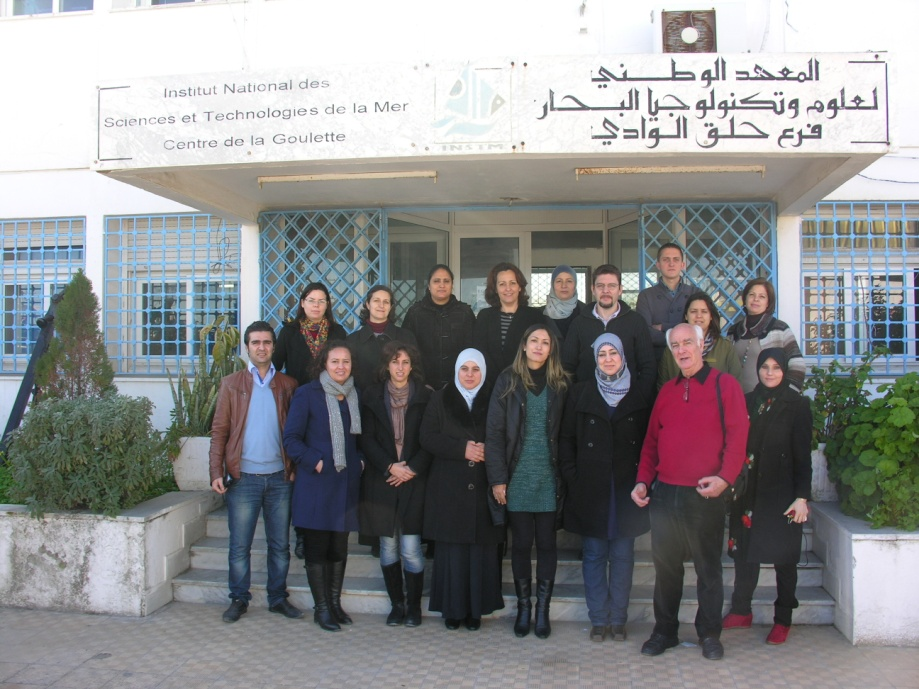 Institut National des
Sciences et Technologies de la Mer
Centre de la Goulette
INSTM
المعهد الوطني
لعلوم وتكنولوجيا البحار
فرع حلق الوادي